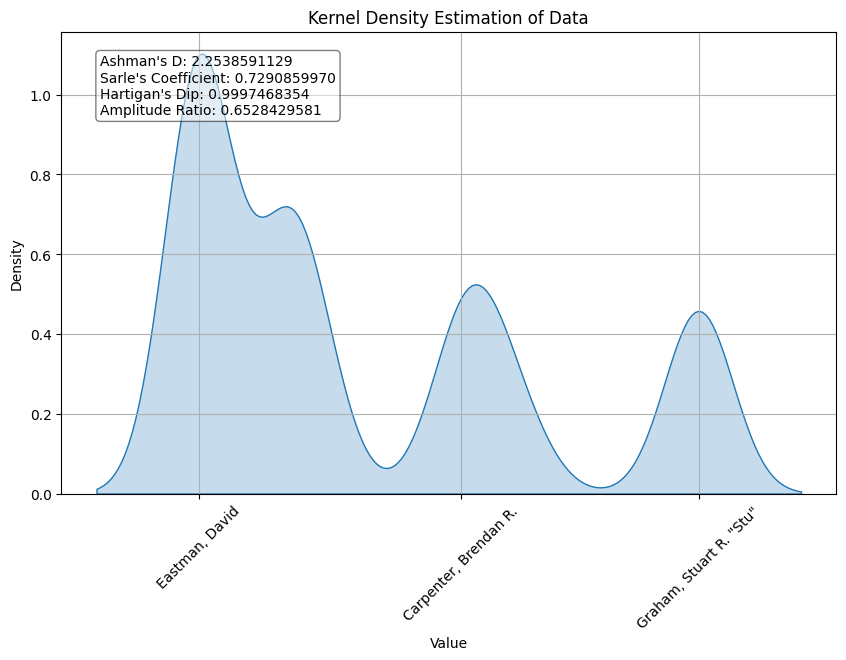 Kernel Density Estimation of Data
Ashman's D: 2.2538591129
Sarle's Coefficient: 0.7290859970
Hartigan's Dip: 0.9997468354
Amplitude Ratio: 0.6528429581
Density
1.0
0.8
0.6
0.4
0.2
0.0
Eastman, David
Carpenter, Brendan R.
Graham, Stuart R. "Stu"
Value